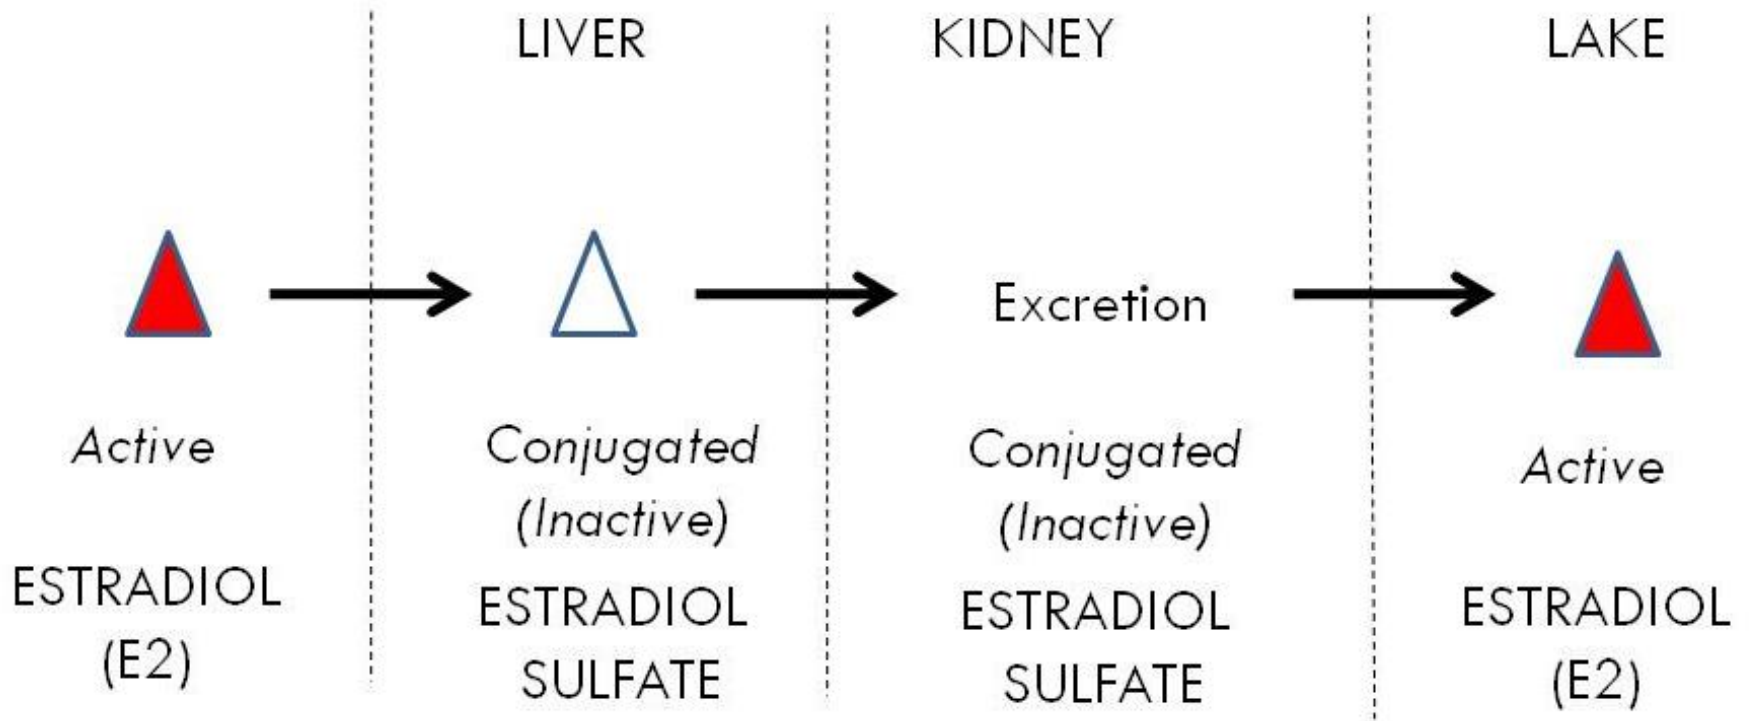 LIVER
KIDNEY
LAKE
Excretion
Active
Conjugated
(Inactive)
Conjugated
(Inactive)
Active
ESTRADIOL
(E2)
ESTRADIOL
SULFATE
ESTRADIOL
SULFATE
ESTRADIOL
(E2)